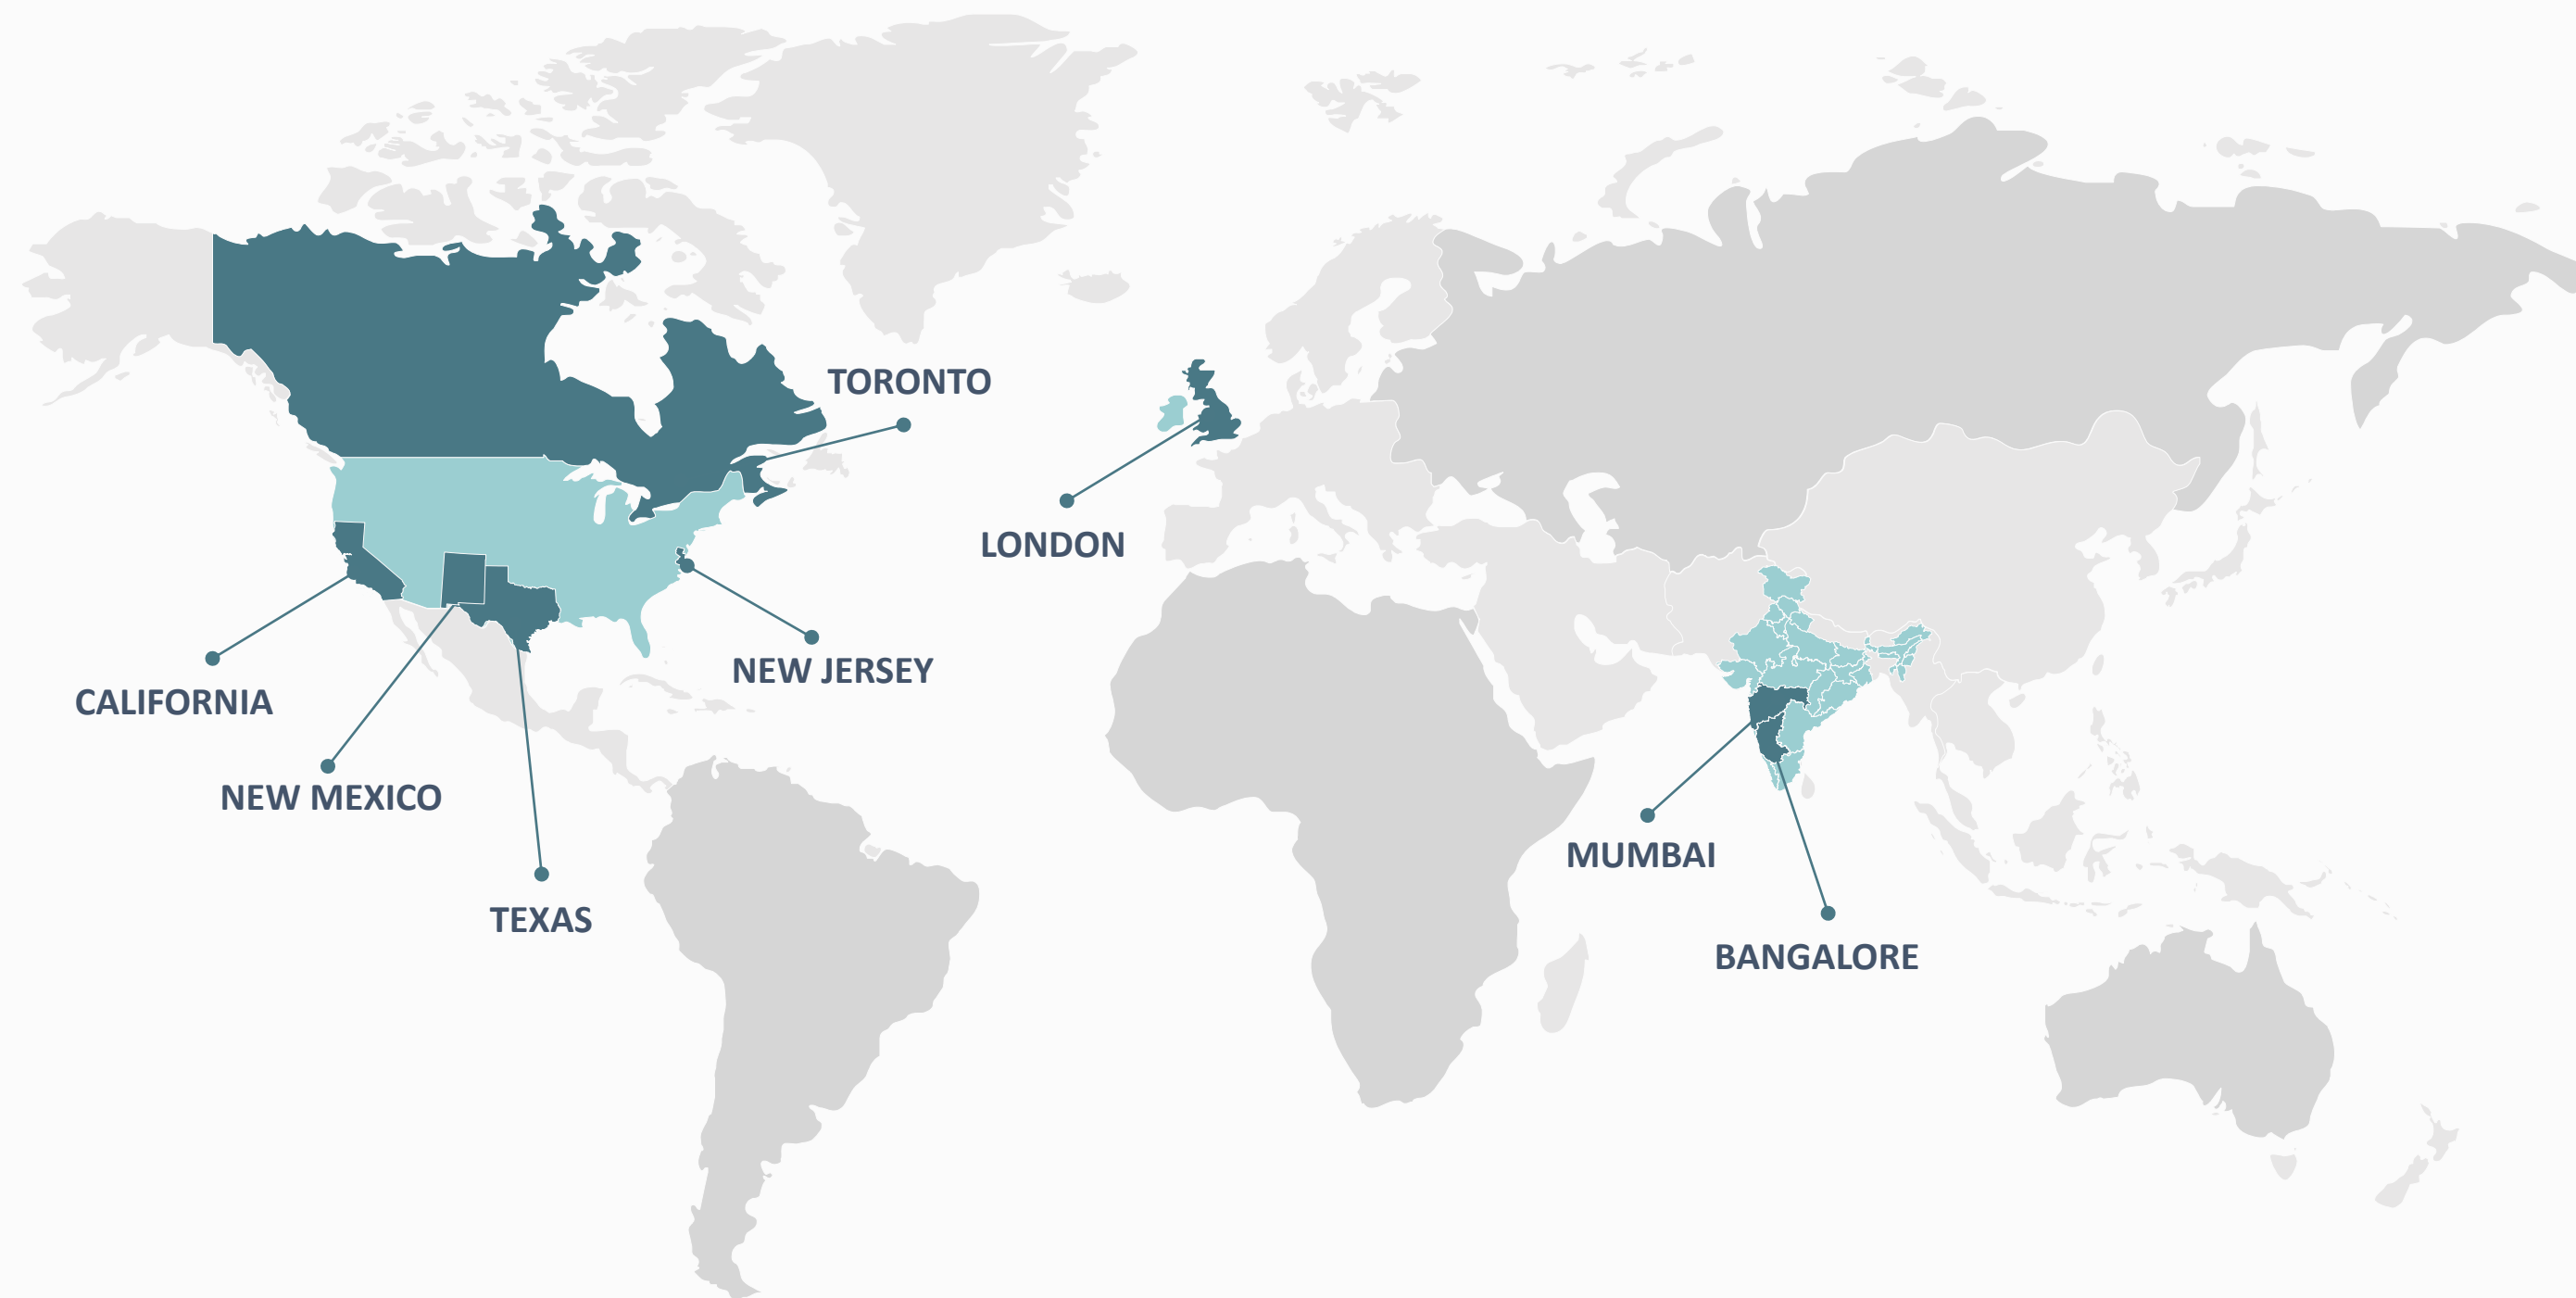 TORONTO
LONDON
NEW JERSEY
CALIFORNIA
NEW MEXICO
TEXAS
MUMBAI
BANGALORE